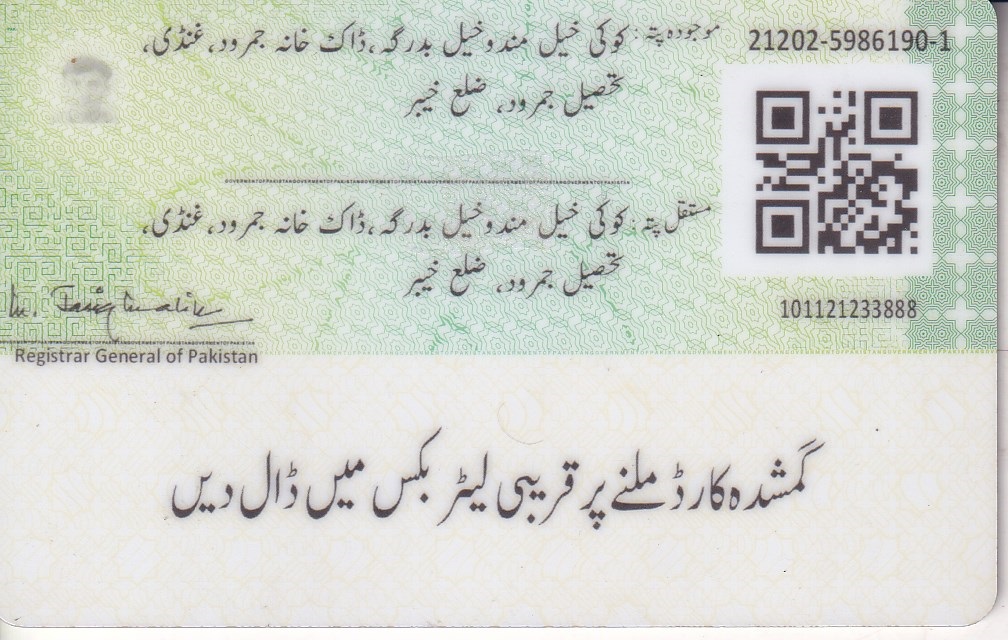 موجودہ پتہ: کوکی خیل مندوخیل بدرگہ، ڈاک خانہ جمرود، غنڈی،
21202-5986190-1
تحصیل جمرود، ضلع خیبر
مستقل پتہ: کوکی خیل مندوخیل بدرگہ، ڈاک خانہ جمرود، غنڈی،
تحصیل جمرود، ضلع خیبر
101121233888
Registrar General of Pakistan
گمشدہ کارڈ ملنے پر قریبی لیٹر بکس میں ڈال دیں